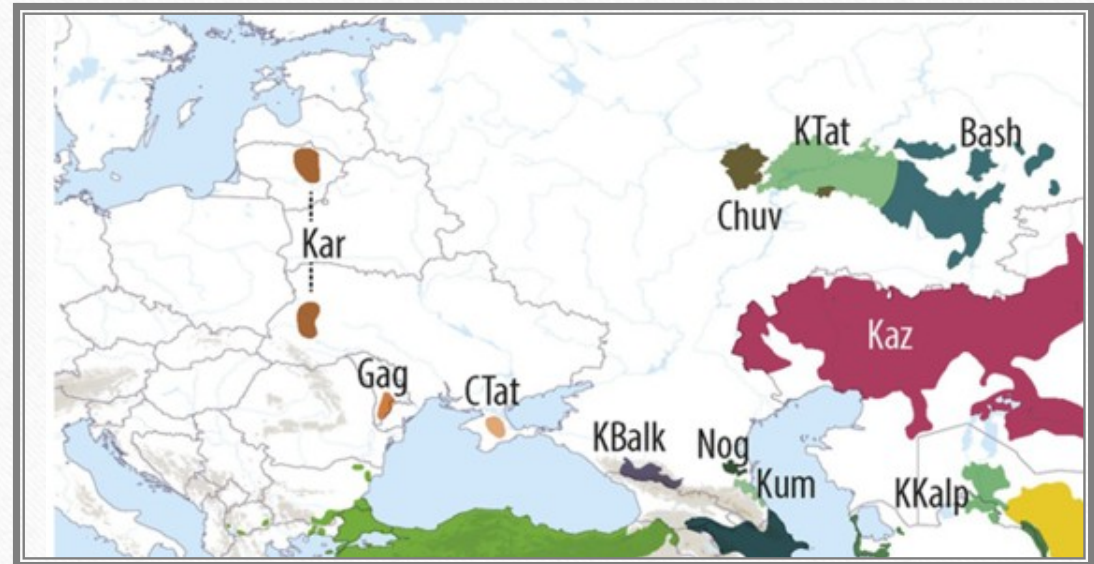 KTat
Bash
Chuv
Kar
Kaz
Gag
CTat
KBalk
Nog
Kum
KKalp